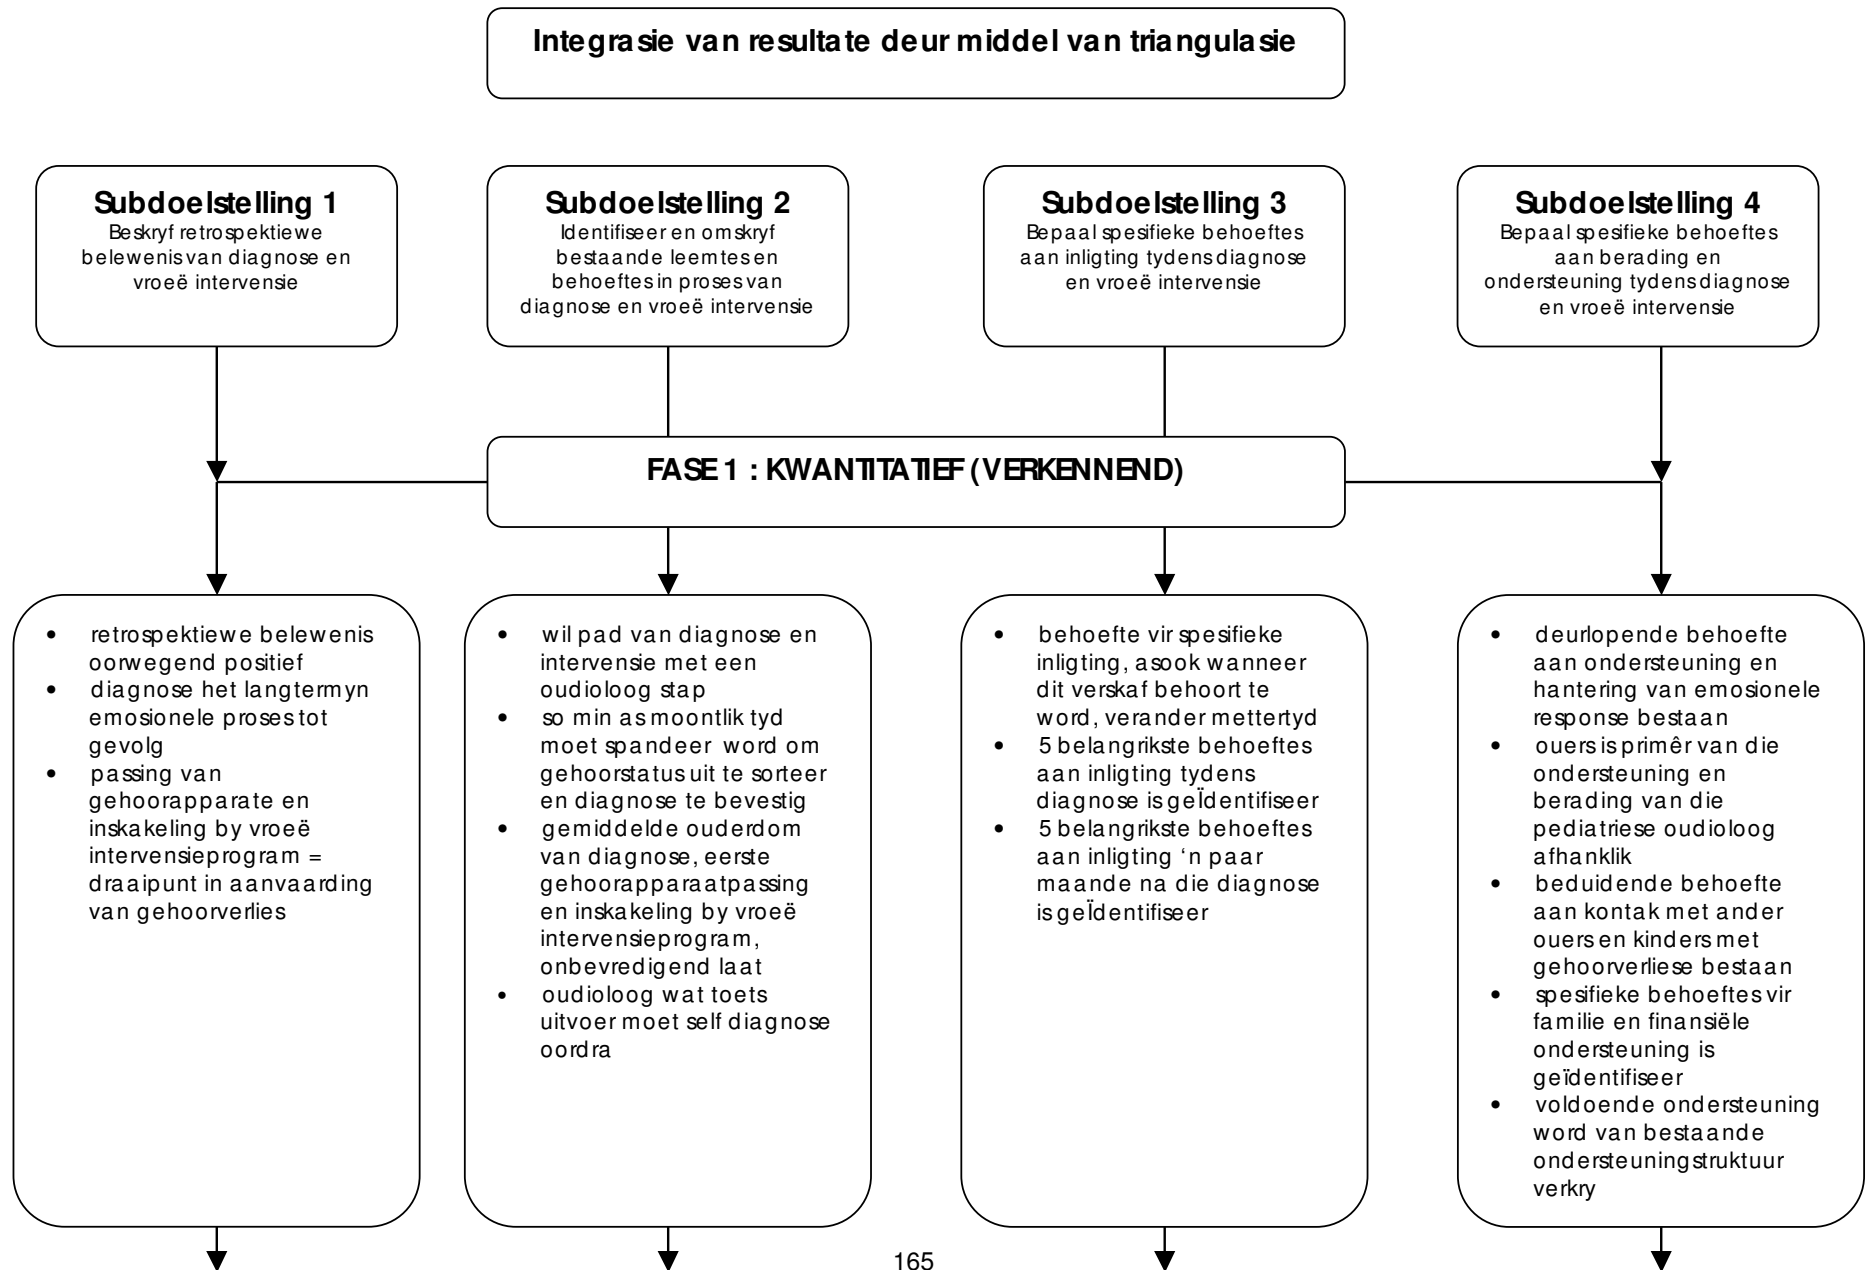 Integrasie van resultate deur middel van triangulasie
Subdoelstelling 1
Beskryf retrospektiewe
belewenis van diagnose en
vroeë intervensie
Subdoelstelling 2
Identifiseer en omskryf
bestaande leemtes en
behoeftes in proses van
diagnose en vroeë intervensie
Subdoelstelling 3
Bepaal spesifieke behoeftes
aan inligting tydens diagnose
en vroeë intervensie
Subdoelstelling 4
Bepaal spesifieke behoeftes
aan berading en
ondersteuning tydens diagnose
en vroeë intervensie
FASE 1 : KWANTITATIEF (VERKENNEND)
• retrospektiewe belewenis
oorwegend positief
• diagnose het langtermyn
emosionele proses tot
gevolg
• passing van
gehoorapparate en
inskakeling by vroeë
intervensieprogram =
draaipunt in aanvaarding
van gehoorverlies
• wil pad van diagnose en
intervensie met een
oudioloog stap
• so min as moontlik tyd
moet spandeer word om
gehoorstatus uit te sorteer
en diagnose te bevestig
• gemiddelde ouderdom
van diagnose, eerste
gehoorapparaatpassing
en inskakeling by vroeë
intervensieprogram,
onbevredigend laat
• oudioloog wat toets
uitvoer moet self diagnose
oordra
• behoefte vir spesifieke
inligting, asook wanneer
dit verskaf behoort te
word, verander mettertyd
• 5 belangrikste behoeftes
aan inligting tydens
diagnose is geÏdentifiseer
• 5 belangrikste behoeftes
aan inligting ‘n paar
maande na die diagnose
is geÏdentifiseer
• deurlopende behoefte
aan ondersteuning en
hantering van emosionele
response bestaan
• ouers is primêr van die
ondersteuning en
berading van die
pediatriese oudioloog
afhanklik
• beduidende behoefte
aan kontak met ander
ouers en kinders met
gehoorverliese bestaan
• spesifieke behoeftes vir
familie en finansiële
ondersteuning is
geïdentifiseer
• voldoende ondersteuning
word van bestaande
ondersteuningstruktuur
verkry
165